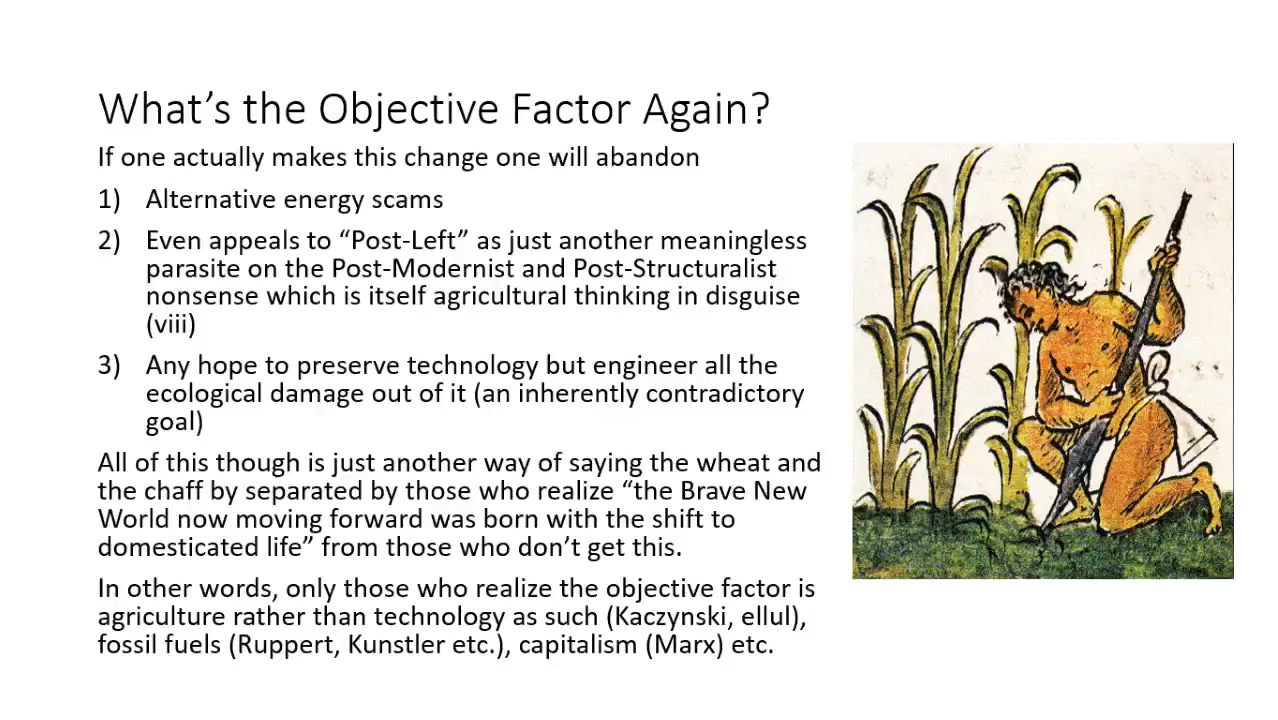 What’s the Objective Factor Again?
If one actually makes this change one will abandon
1) Alternative energy scams
2) Even appeals to “Post-Left” as just another meaningless
parasite on the Post-Modernist and Post-Structuralist
nonsense which is itself agricultural thinking in disguise
(viii)
3) Any hope to preserve technology but engineer all the
ecological damage out of it (an inherently contradictory
goal)
All of this though is just another way of saying the wheat and
the chaff by separated by those who realize “the Brave New
World now moving forward was born with the shift to
domesticated life” from those who don’t get this.
In other words, only those who realize the objective factor is
agriculture rather than technology as such (Kaczynski, ellul),
fossil fuels (Ruppert, Kunstler etc.), capitalism (Marx) etc.